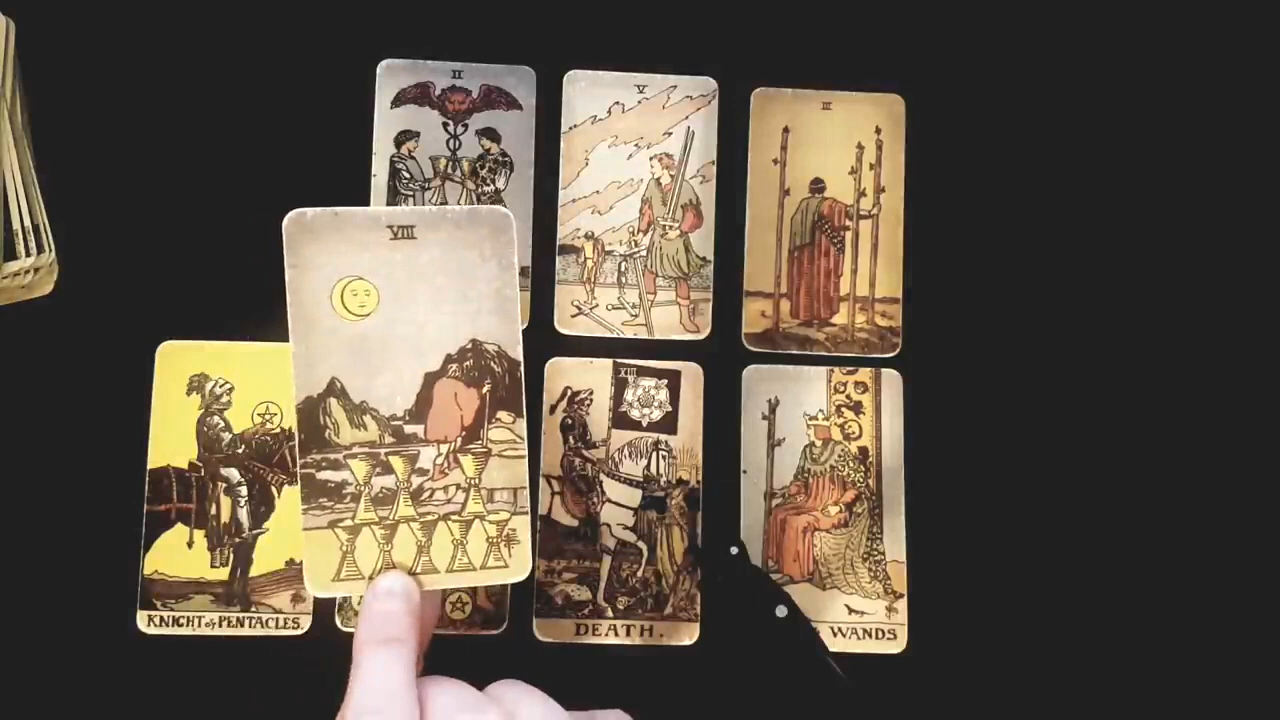 II
V
III
VIII
XIII
KNIGHT of PENTACLES.
DEATH.
WANDS